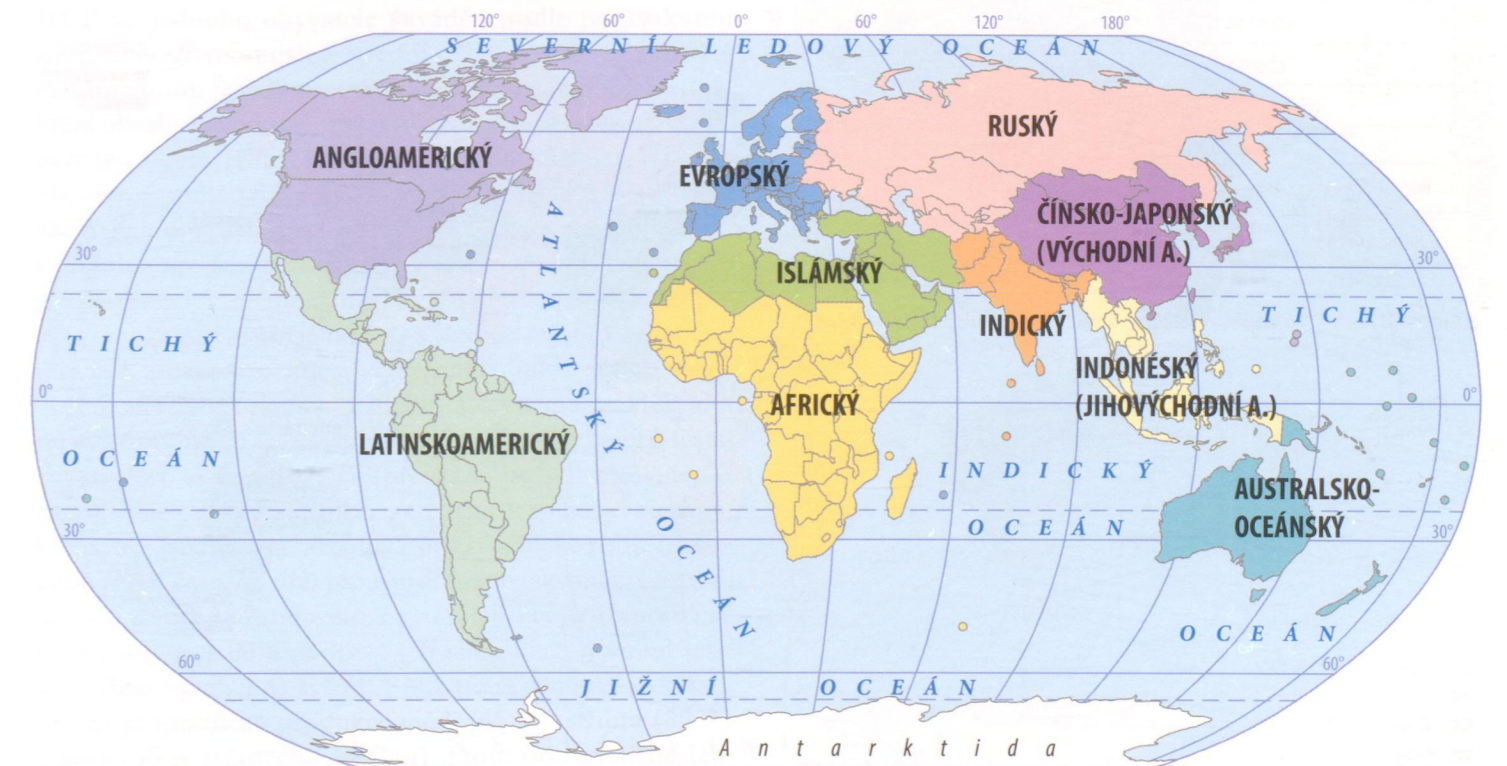 120° 60° 0° 60° 120° 180°
SEVERNÍ LEDOVÝ OCEÁN
RUSKÝ
ANGLOAMERICKÝ
EVROPSKÝ
ČÍNSKO-JAPONSKÝ
(VÝCHODNÍ A.)
30°
30°
ISLÁMSKÝ
ATLANTSKÝ
TICHÝ
TICHÝ
INDICKÝ
INDONÉSKÝ
(JIHOVÝCHODNÍ A.)
0°
0°
AFRICKÝ
LATINSKOAMERICKÝ
OCEÁN
INDICKÝ
OCEÁN
AUSTRALSKO-
OCEÁNSKÝ
30°
30°
OCEÁN
OCEÁN
60°
60°
JIŽNÍ OCEÁN
Antarktida